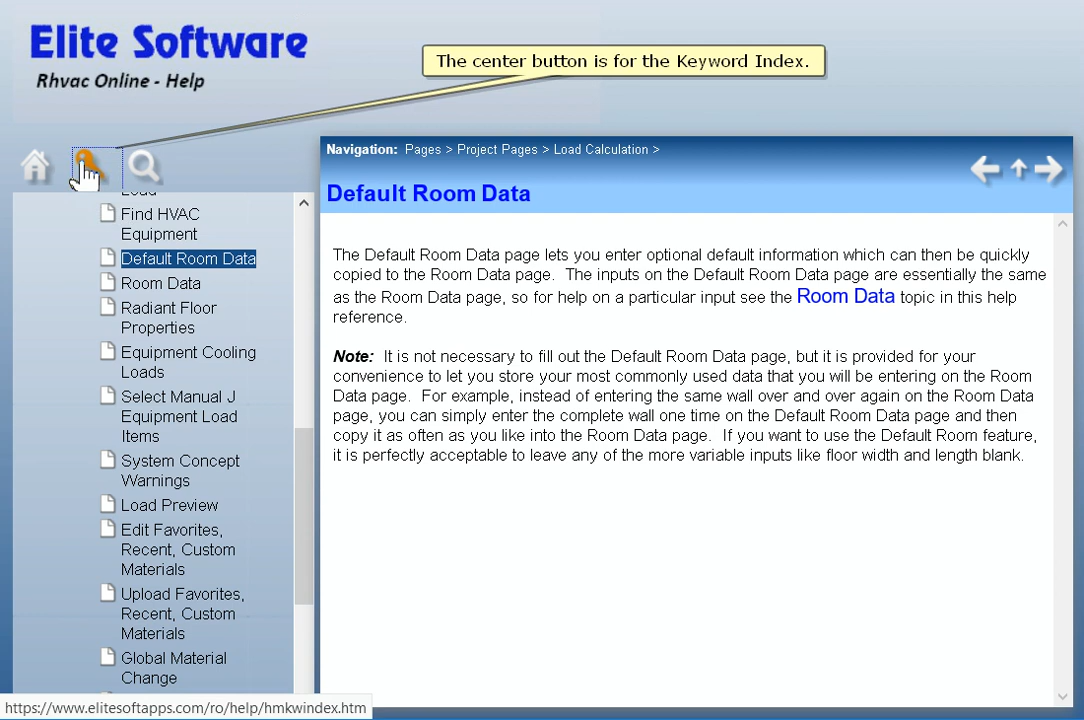 Elite Software
Rhvac Online - Help
The center button is for the Keyword Index.
Load
Find HVAC
Equipment
Default Room Data
Room Data
Radiant Floor
Properties
Equipment Cooling
Loads
Select Manual J
Equipment Load
Items
System Concept
Warnings
Load Preview
Edit Favorites,
Recent, Custom
Materials
Upload Favorites,
Recent, Custom
Materials
Global Material
Change
Navigation: Pages > Project Pages > Load Calculation >
Default Room Data
The Default Room Data page lets you enter optional default information which can then be quickly
copied to the Room Data page. The inputs on the Default Room Data page are essentially the same
as the Room Data page, so for help on a particular input see the Room Data topic in this help
reference.
Note: It is not necessary to fill out the Default Room Data page, but it is provided for your
convenience to let you store your most commonly used data that you will be entering on the Room
Data page. For example, instead of entering the same wall over and over again on the Room Data
page, you can simply enter the complete wall one time on the Default Room Data page and then
copy it as often as you like into the Room Data page. If you want to use the Default Room feature,
it is perfectly acceptable to leave any of the more variable inputs like floor width and length blank.
https://www.elitesoftapps.com/ro/help/hmkwindex.htm